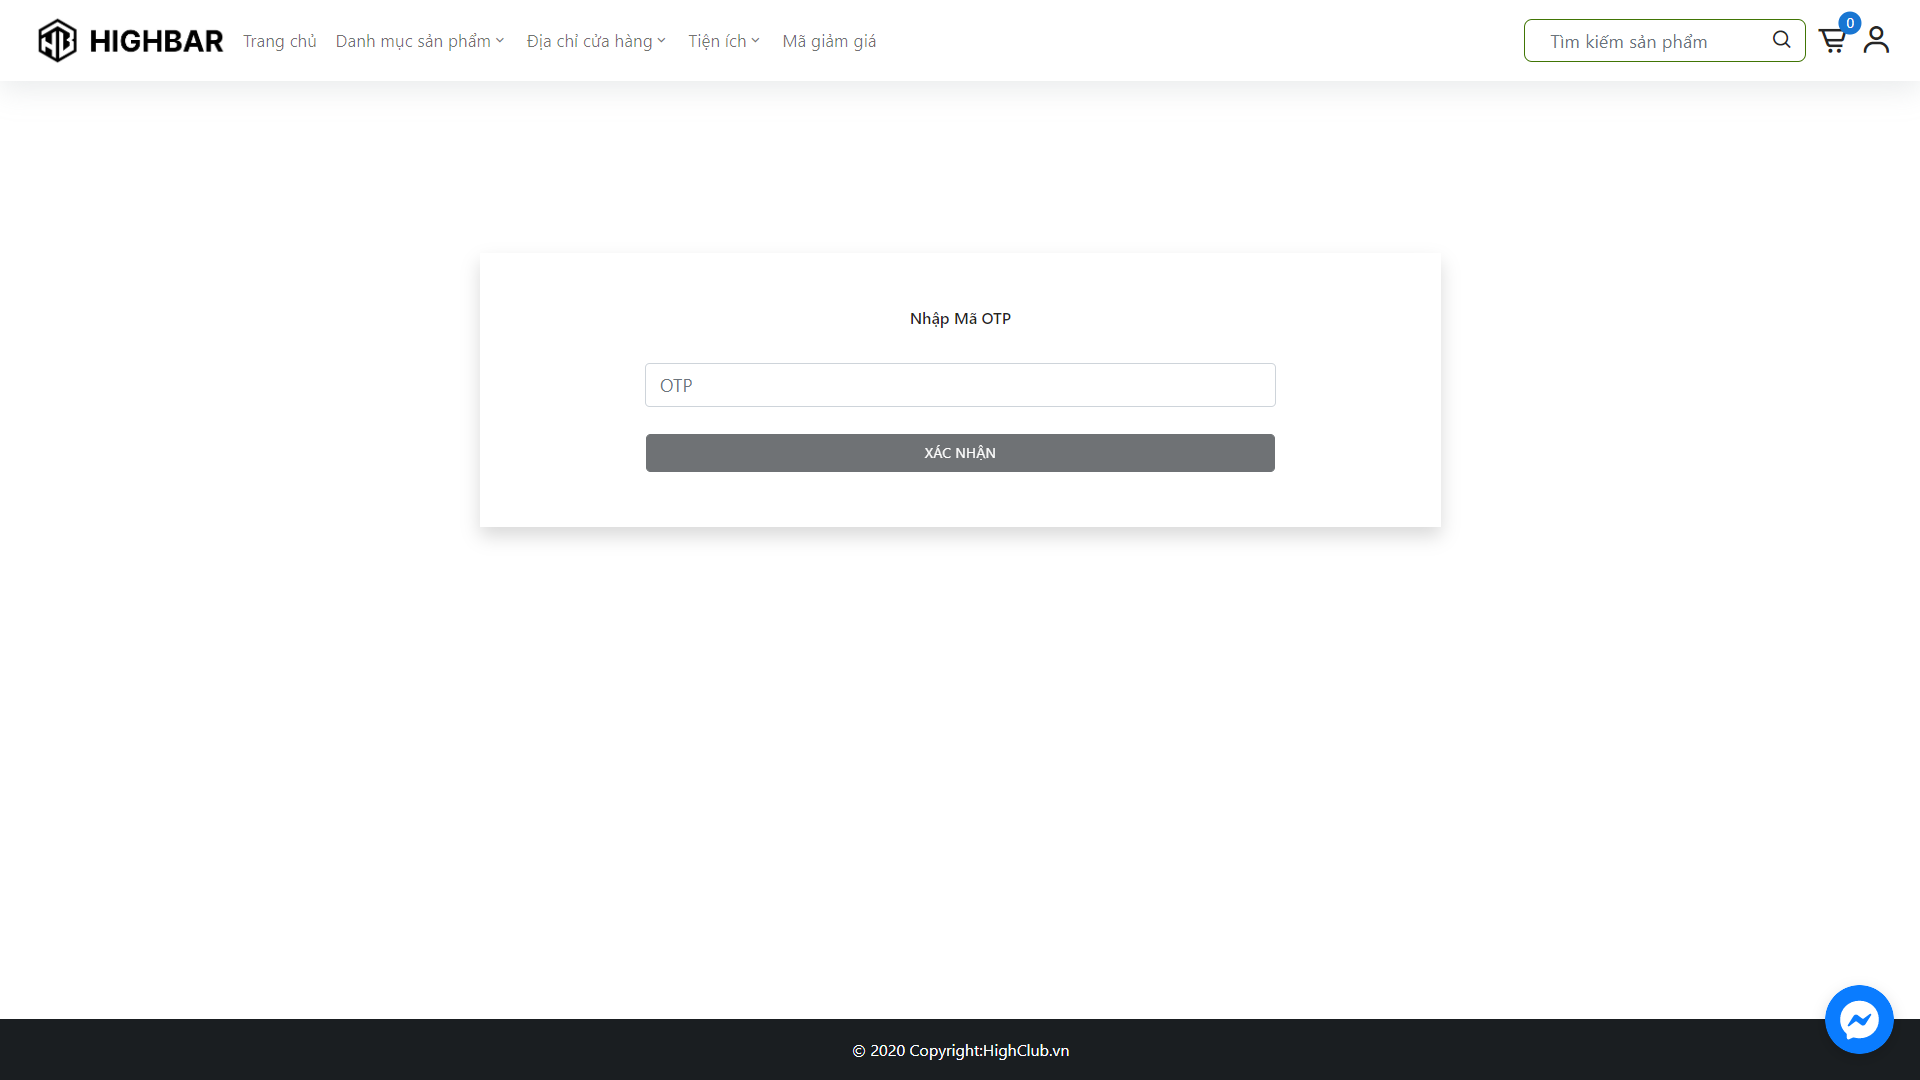 HIGHBAR
Trang chủ
Danh mục sản phẩm
Địa chỉ cửa hàng
Tiện ích
Mã giảm giá
Tìm kiếm sản phẩm
0
Nhập Mã OTP
OTP
XÁC NHẬN
© 2020 Copyright:HighClub.vn